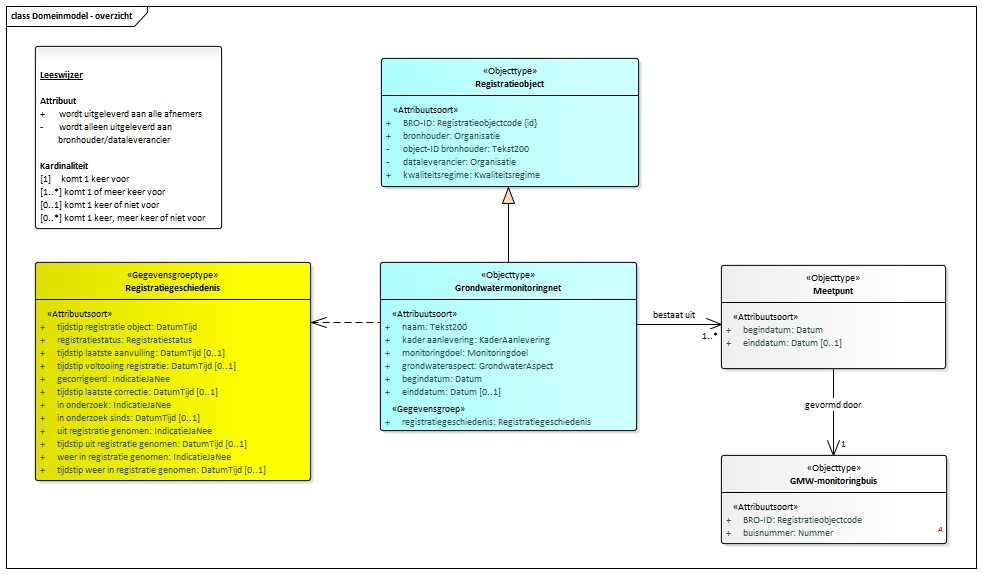 class Domeinmodel - overzicht
Leeswijzer
Attribuut
+ wordt uitgeleverd aan alle afnemers
- wordt alleen uitgeleverd aan
bronhouder/dataleverancier
Kardinaliteit
[1] komt 1 keer voor
[1..*] komt 1 of meer keer voor
[0..1] komt 1 keer of niet voor
[0..*] komt 1 keer, meer keer of niet voor
«Objecttype»
Registratieobject
«Attribuutsoort»
+ BRO-ID: Registratieobjectcode {id}
+ bronhouder: Organisatie
- object-ID bronhouder: Tekst200
- dataleverancier: Organisatie
+ kwaliteitsregime: Kwaliteitsregime
«Gegevensgroeptype»
Registratiegeschiedenis
«Attribuutsoort»
+ tijdstip registratie object: DatumTijd
+ registratiestatus: Registratiestatus
+ tijdstip laatste aanvulling: DatumTijd [0..1]
+ tijdstip voltooiing registratie: DatumTijd [0..1]
+ gecorrigeerd: IndicatieJaNee
+ tijdstip laatste correctie: DatumTijd [0..1]
+ in onderzoek: IndicatieJaNee
+ in onderzoek sinds: DatumTijd [0..1]
+ uit registratie genomen: IndicatieJaNee
+ tijdstip uit registratie genomen: DatumTijd [0..1]
+ weer in registratie genomen: IndicatieJaNee
+ tijdstip weer in registratie genomen: DatumTijd [0..1]
«Objecttype»
Grondwatermonitoringnet
«Attribuutsoort»
+ naam: Tekst200
+ kader aanlevering: KaderAanlevering
+ monitoringdoel: Monitoringdoel
+ grondwateraspect: GrondwaterAspect
+ begindatum: Datum
+ einddatum: Datum [0..1]
«Gegevensgroep»
+ registratiegeschiedenis: Registratiegeschiedenis
bestaat uit
1..*
«Objecttype»
Meetpunt
«Attribuutsoort»
+ begindatum: Datum
+ einddatum: Datum [0..1]
gevormd door
1
«Objecttype»
GMW-monitoringbuis
«Attribuutsoort»
+ BRO-ID: Registratieobjectcode
+ buisnummer: Nummer
A